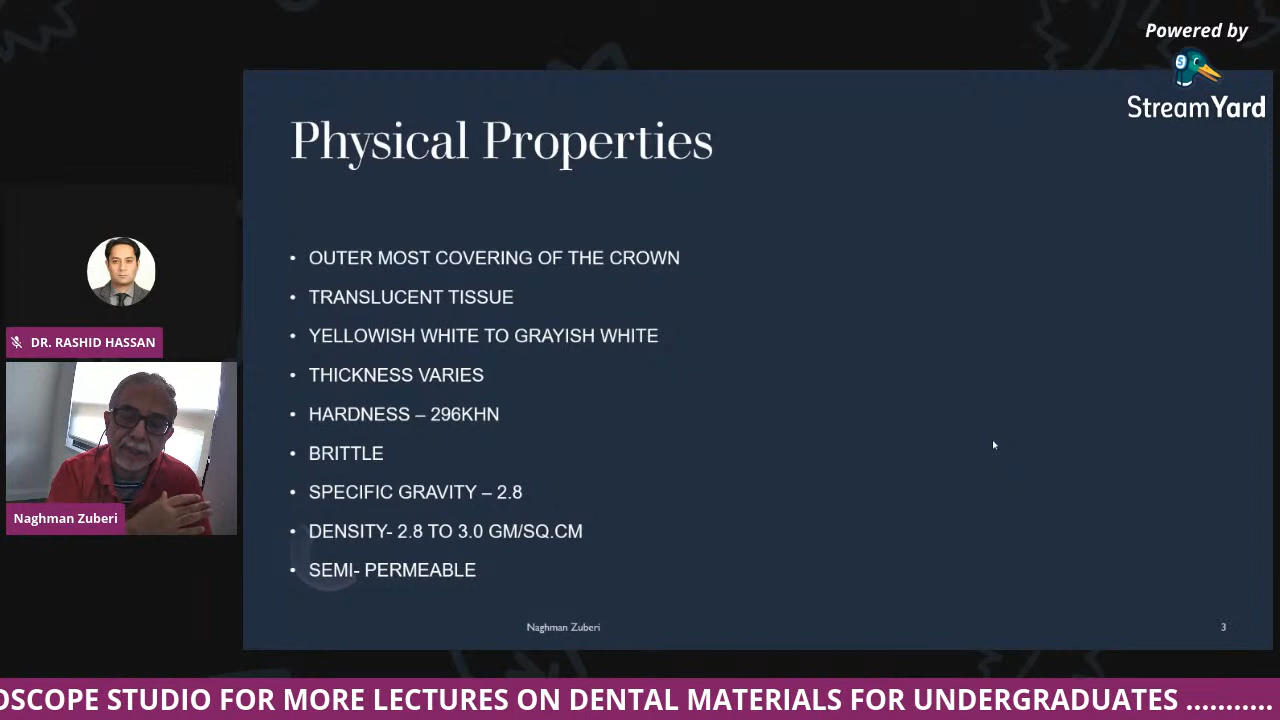 Powered by
StreamYard
Physical Properties
• OUTER MOST COVERING OF THE CROWN
• TRANSLUCENT TISSUE
• YELLOWISH WHITE TO GRAYISH WHITE
• THICKNESS VARIES
• HARDNESS – 296KHN
• BRITTLE
• SPECIFIC GRAVITY – 2.8
• DENSITY- 2.8 TO 3.0 GM/SQ.CM
• SEMI- PERMEABLE
Naghman Zuberi
3
DR. RASHID HASSAN
Naghman Zuberi
OSCOPE STUDIO FOR MORE LECTURES ON DENTAL MATERIALS FOR UNDERGRADUATES ...........